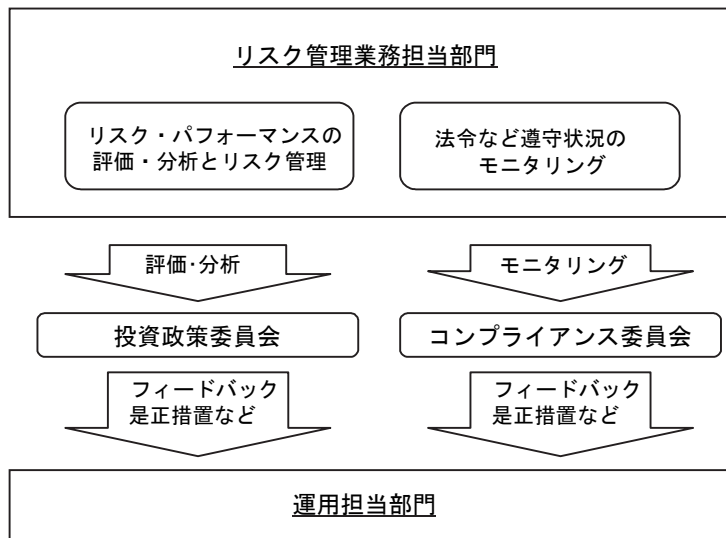 リスク管理業務担当部門
リスク・パフォーマンスの
評価・分析とリスク管理
法令など遵守状況の
モニタリング
評価･分析
モニタリング
投資政策委員会
コンプライアンス委員会
フィードバック
是正措置など
フィードバック
是正措置など
運用担当部門